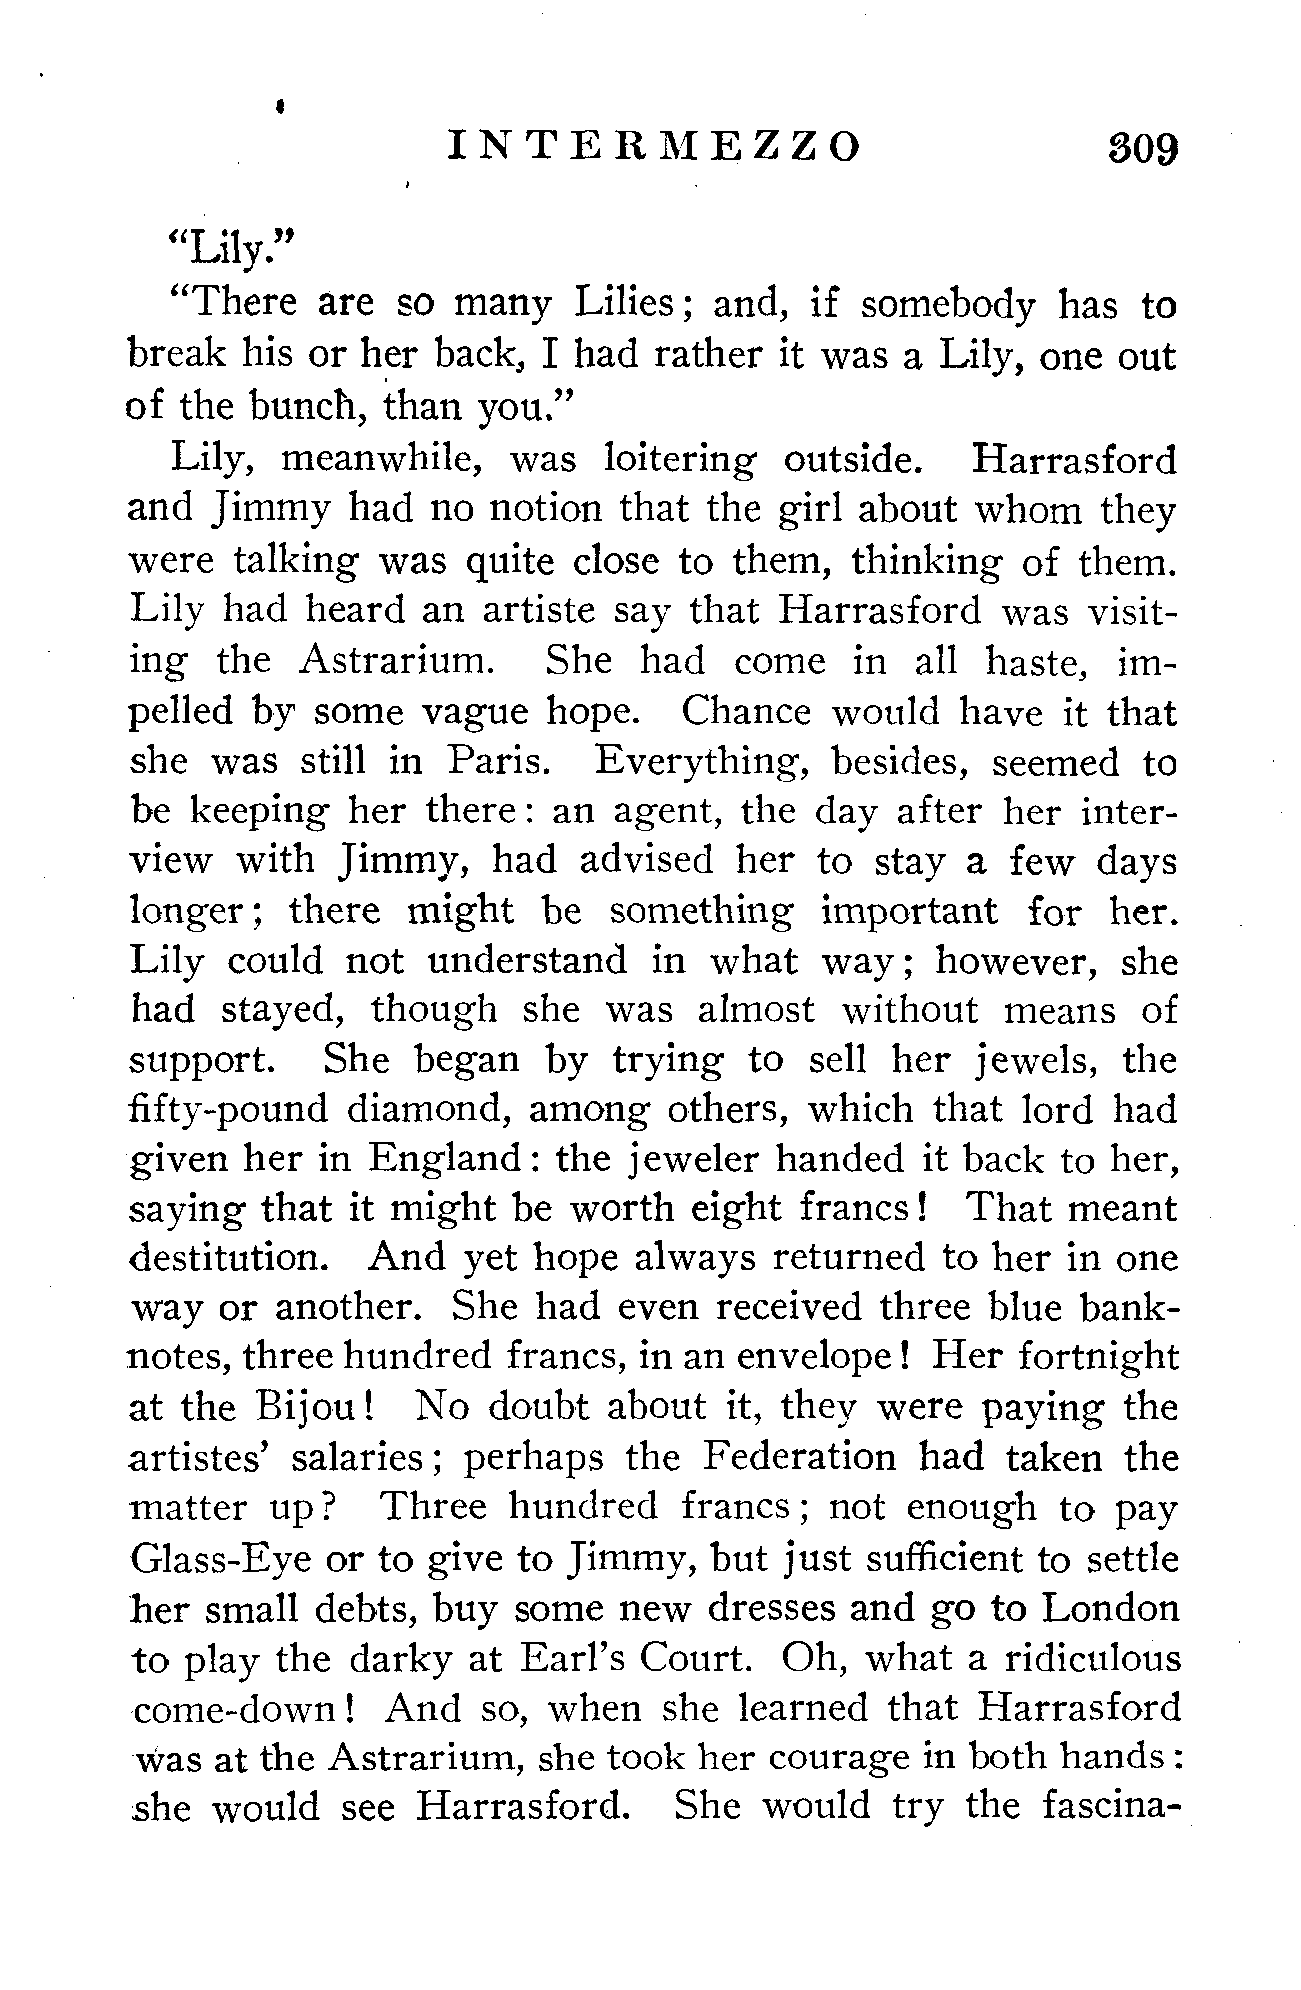 INTERMEZZO 309
“Lily.”
“There are so many Lilies; and, if somebody has to
break his or her back, I had rather it was a Lily, one out
of the bunch, than you.”
Lily, meanwhile, was loitering outside. Harrasford
and Jimmy had no notion that the girl about whom they
were talking was quite close to them, thinking of them.
Lily had heard an artiste say that Harrasford was visit-
ing the Astrarium. She had come in all haste, im-
pelled by some vague hope. Chance would have it that
she was still in Paris. Everything, besides, seemed to
be keeping her there: an agent, the day after her inter-
view with Jimmy, had advised her to stay a few days
longer; there might be something important for her.
Lily could not understand in what way; however, she
had stayed, though she was almost without means of
support. She began by trying to sell her jewels, the
fifty-pound diamond, among others, which that lord had
given her in England: the jeweler handed it back to her,
saying that it might be worth eight francs! That meant
destitution. And yet hope always returned to her in one
way or another. She had even received three blue bank-
notes, three hundred francs, in an envelope! Her fortnight
at the Bijou! No doubt about it, they were paying the
artistes’ salaries; perhaps the Federation had taken the
matter up? Three hundred francs; not enough to pay
Glass-Eye or to give to Jimmy, but just sufficient to settle
her small debts, buy some new dresses and go to London
to play the darky at Earl’s Court. Oh, what a ridiculous
come-down! And so, when she learned that Harrasford
was at the Astrarium, she took her courage in both hands:
she would see Harrasford. She would try the fascina-